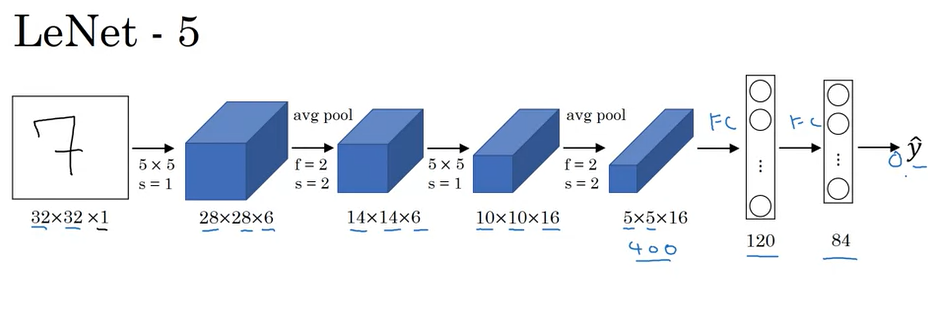 LeNet - 5
7
5 × 5
s = 1
avg pool
f = 2
s = 2
5 × 5
s = 1
avg pool
f = 2
s = 2
FC
FC
ŷ
32×32 ×1
28×28×6
14×14×6
10×10×16
5×5×16
400
120
84